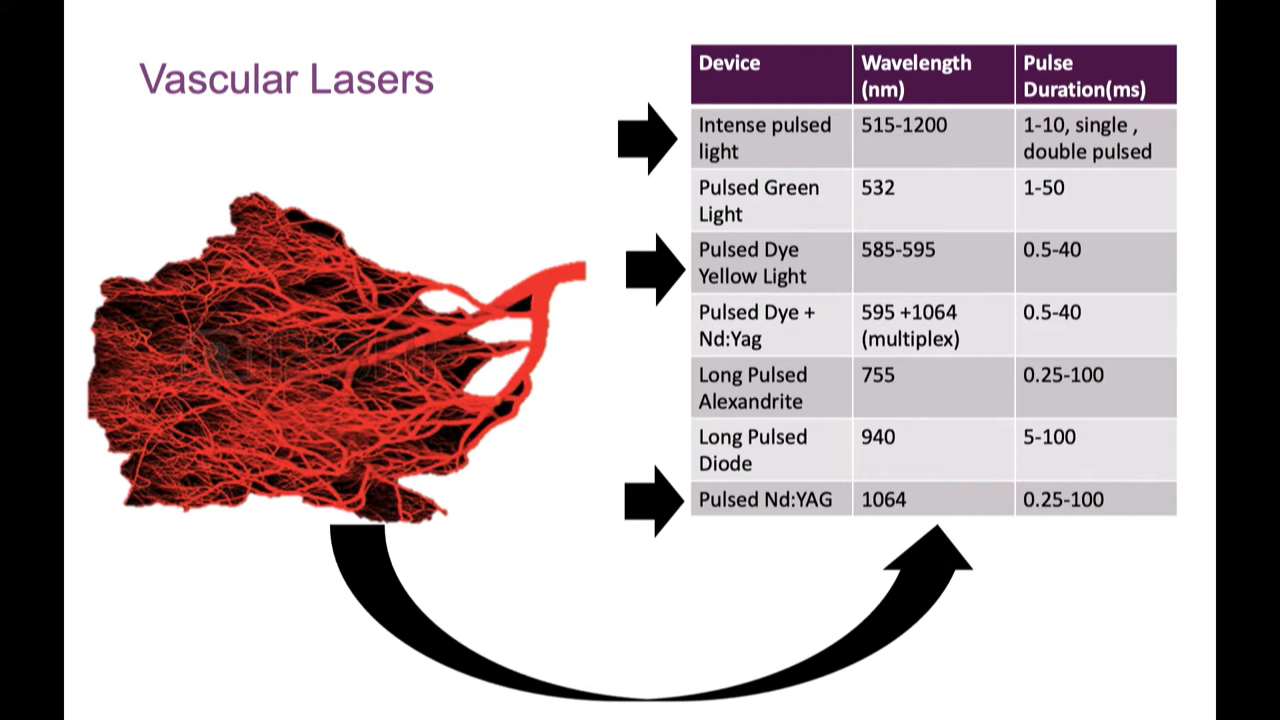 Vascular Lasers
Device
Wavelength
(nm)
Pulse
Duration(ms)
Intense pulsed
light
515-1200
1-10, single ,
double pulsed
Pulsed Green
Light
532
1-50
Pulsed Dye
Yellow Light
585-595
0.5-40
Pulsed Dye +
Nd:Yag
595 +1064
(multiplex)
0.5-40
Long Pulsed
Alexandrite
755
0.25-100
Long Pulsed
Diode
940
5-100
Pulsed Nd:YAG
1064
0.25-100